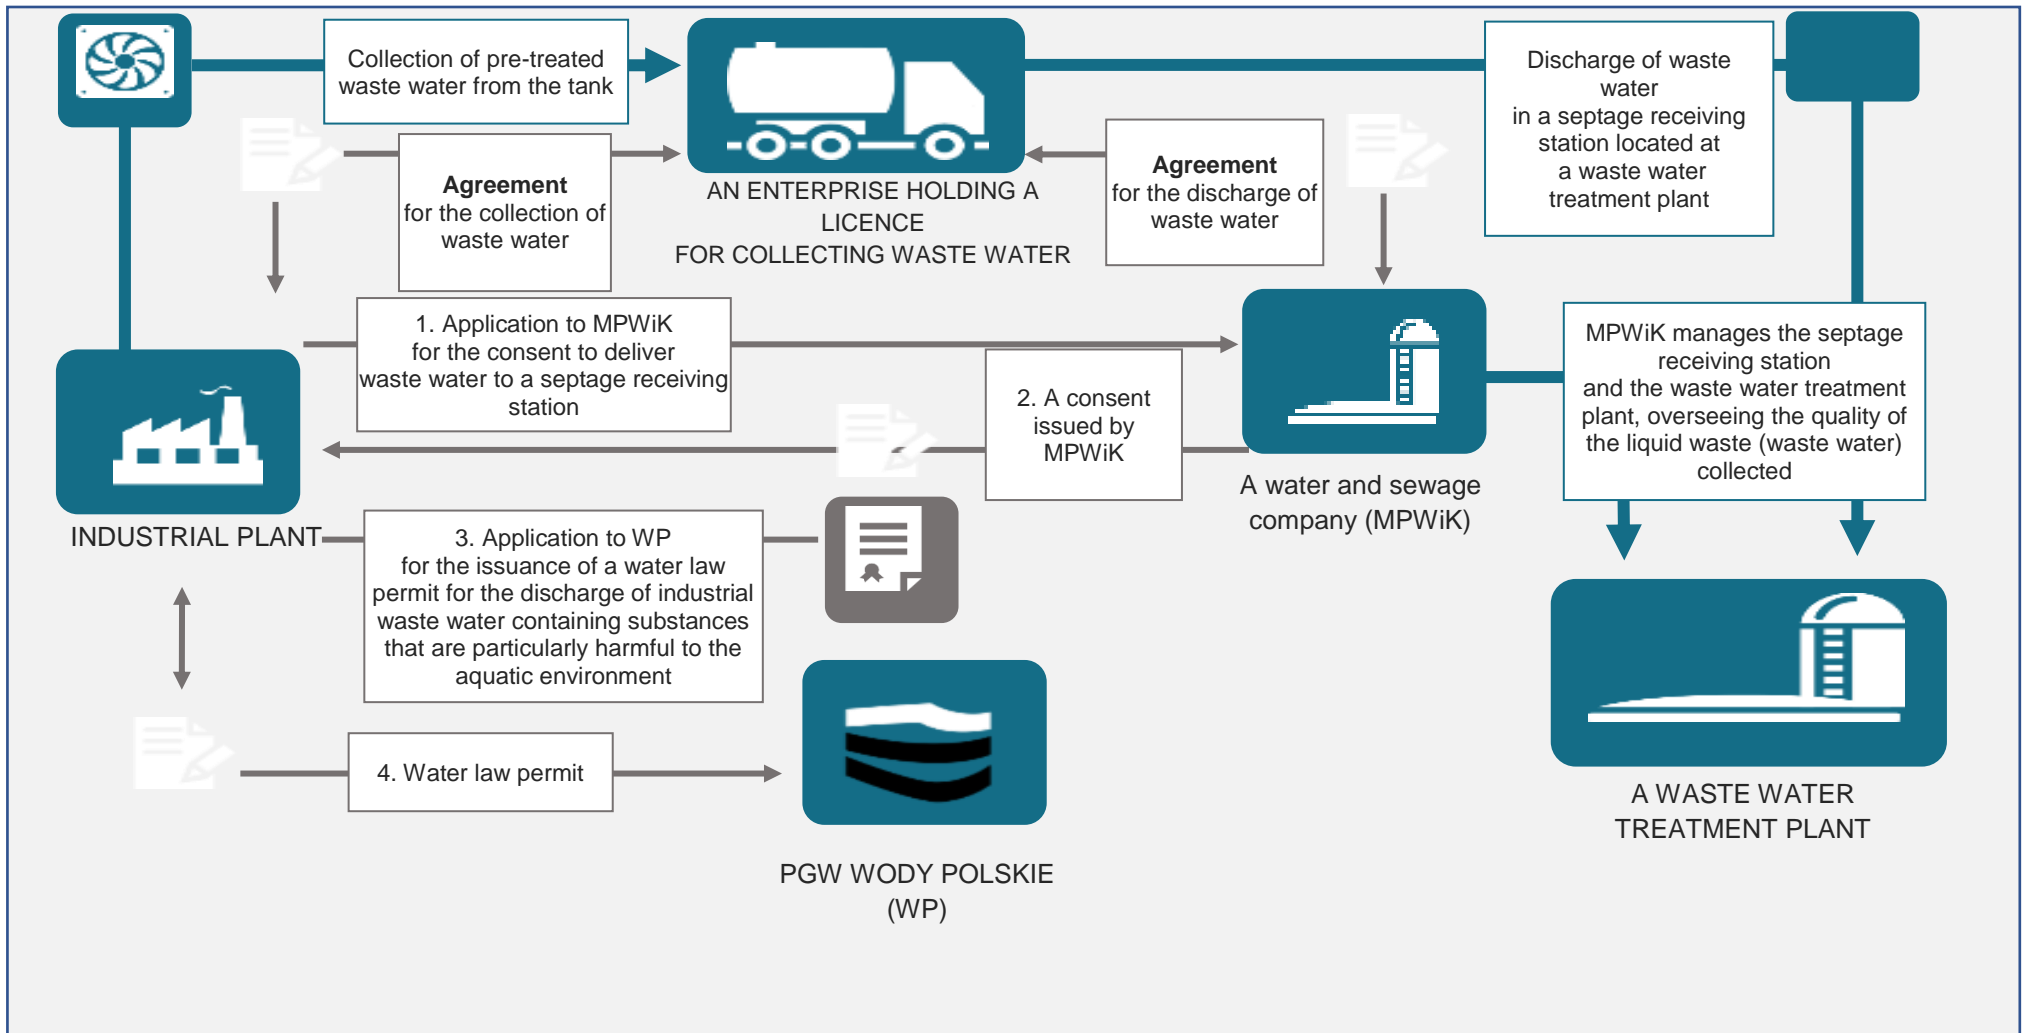 Collection of pre-treated
waste water from the tank
Discharge of waste
water
in a septage receiving
station located at
a waste water
treatment plant
Agreement
for the collection of
waste water
AN ENTERPRISE HOLDING A
LICENCE
FOR COLLECTING WASTE WATER
Agreement
for the discharge of
waste water
1. Application to MPWiK
for the consent to deliver
waste water to a septage receiving
station
2. A consent
issued by
MPWiK
MPWiK manages the septage
receiving station
and the waste water treatment
plant, overseeing the quality of
the liquid waste (waste water)
collected
A water and sewage
company (MPWiK)
INDUSTRIAL PLANT
3. Application to WP
for the issuance of a water law
permit for the discharge of industrial
waste water containing substances
that are particularly harmful to the
aquatic environment
4. Water law permit
A WASTE WATER
TREATMENT PLANT
PGW WODY POLSKIE
(WP)